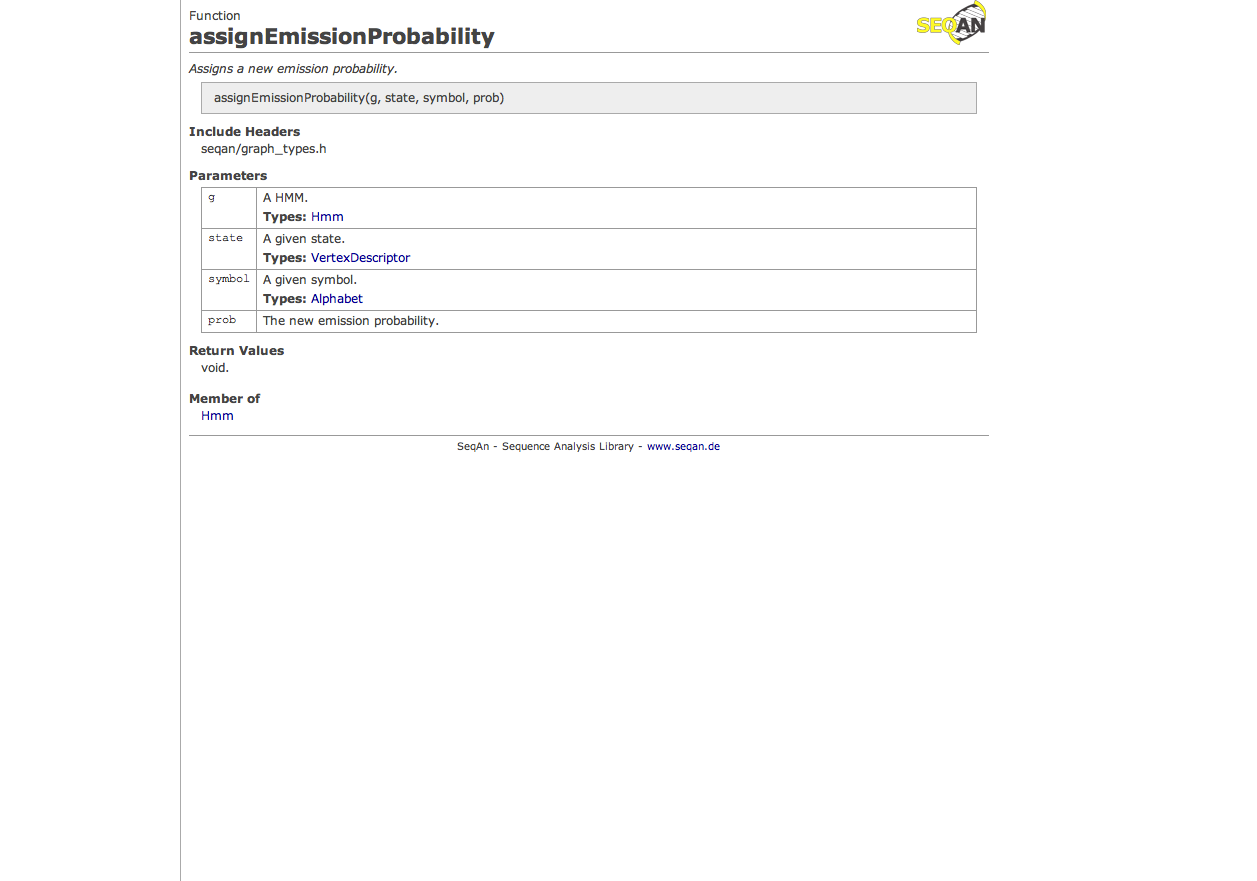 Function
SEQAN
assignEmissionProbability
Assigns a new emission probability.
assignEmissionProbability(g, state, symbol, prob)
Include Headers
seqan/graph_types.h
Parameters
g A HMM.
Types: Hmm
state A given state.
Types: VertexDescriptor
symbol A given symbol.
Types: Alphabet
prob The new emission probability.
Return Values
void.
Member of
Hmm
SeqAn - Sequence Analysis Library - www.seqan.de